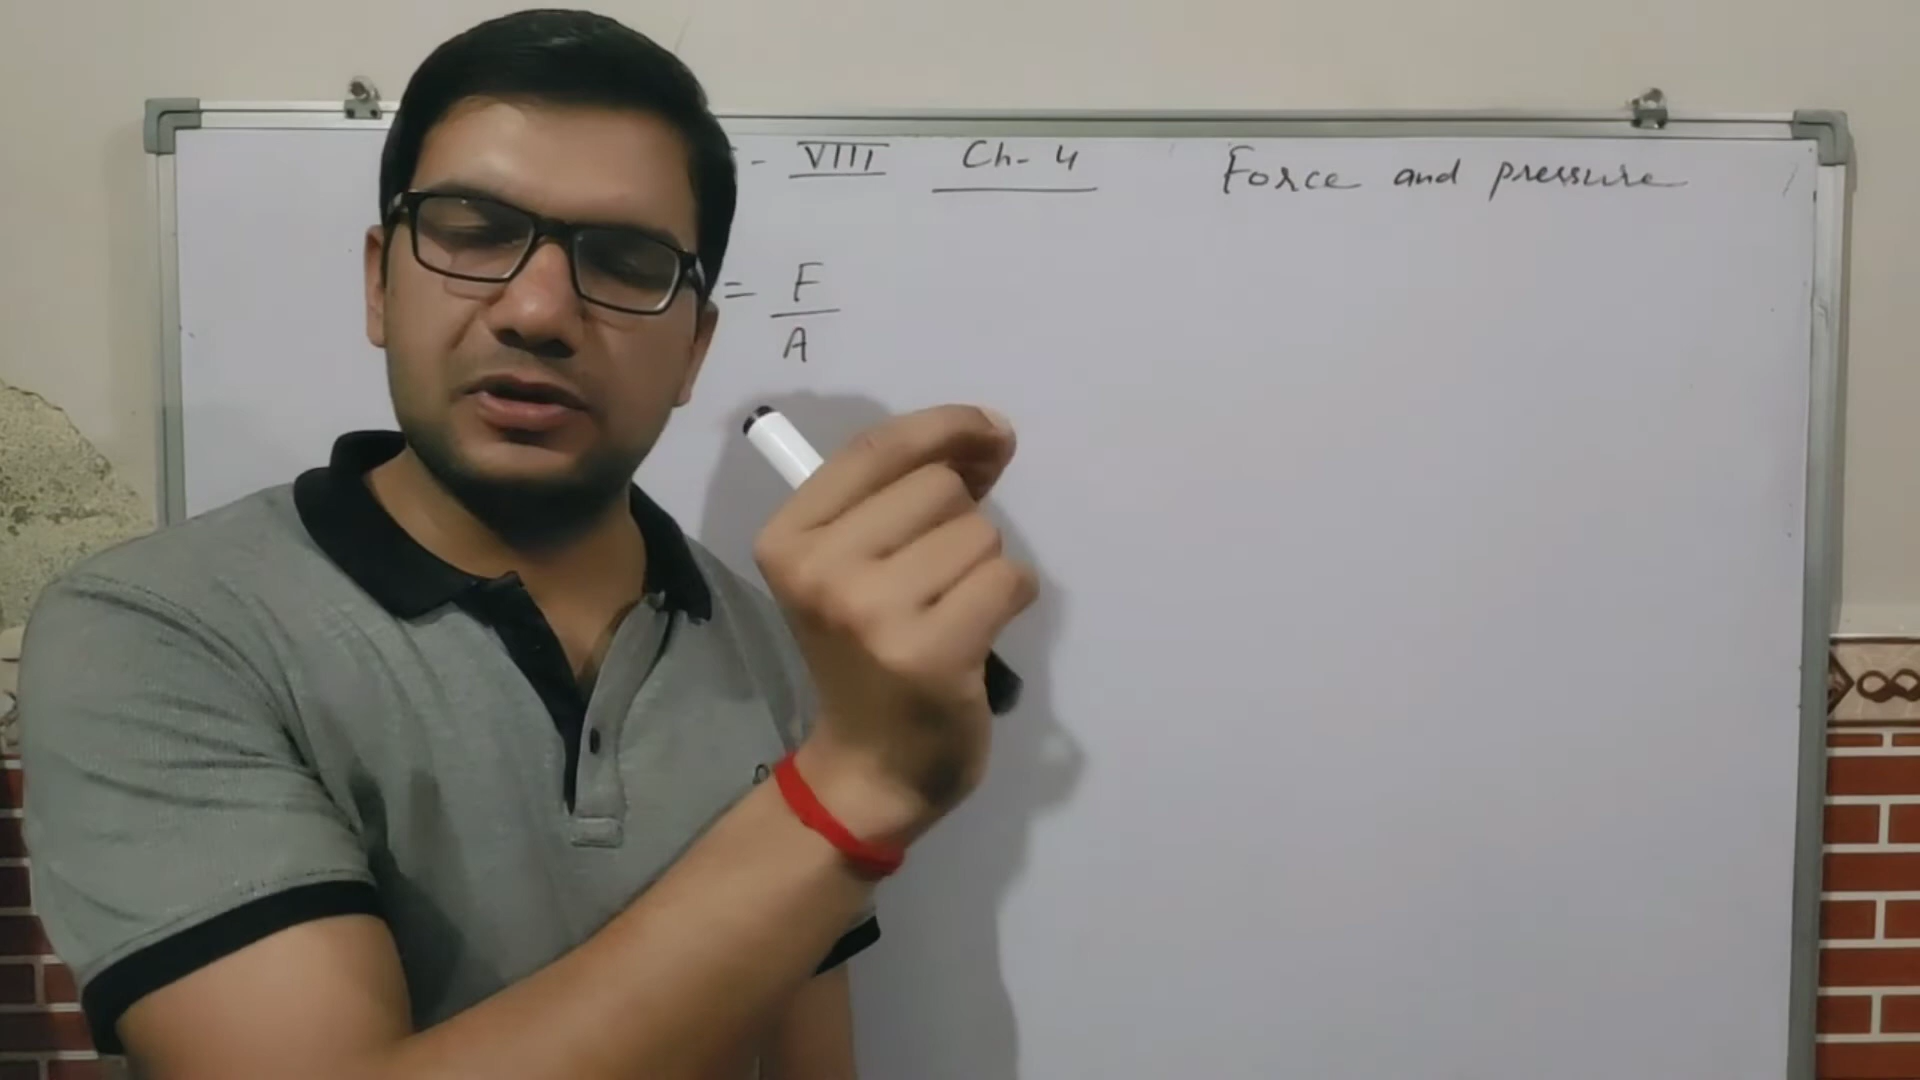 - VIII Ch- 4 Force and pressure
= F
A